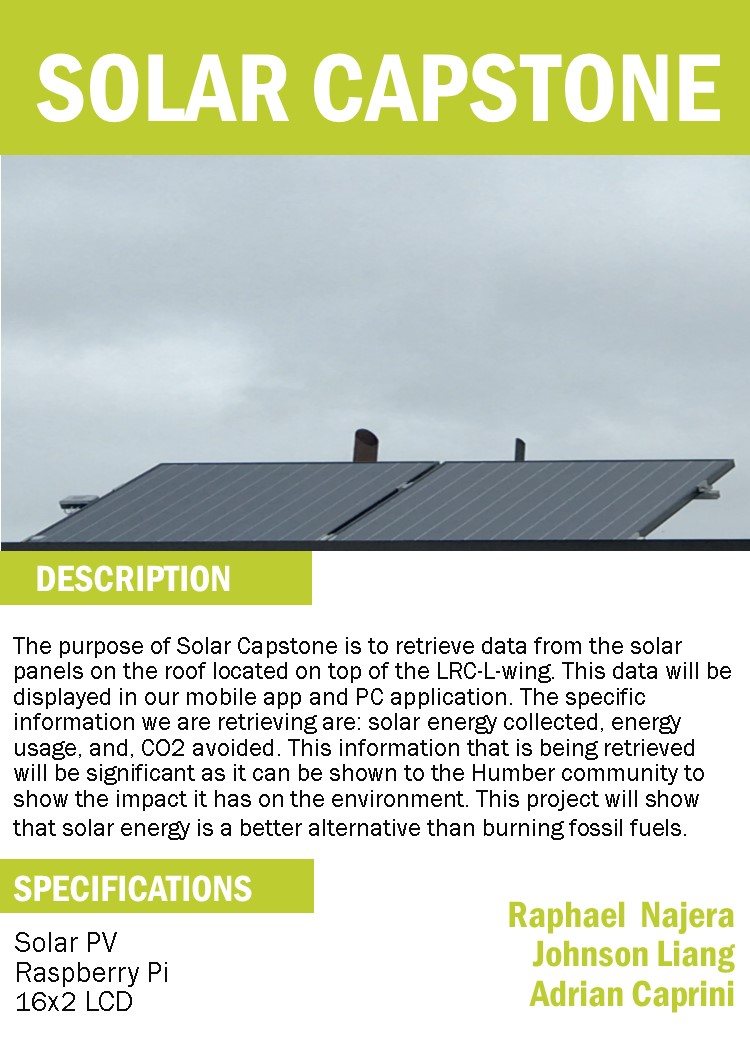 SOLAR CAPSTONE
DESCRIPTION
The purpose of Solar Capstone is to retrieve data from the solar
panels on the roof located on top of the LRC-L-wing. This data will be
displayed in our mobile app and PC application. The specific
information we are retrieving are: solar energy collected, energy
usage, and, CO2 avoided. This information that is being retrieved
will be significant as it can be shown to the Humber community to
show the impact it has on the environment. This project will show
that solar energy is a better alternative than burning fossil fuels.
SPECIFICATIONS
Solar PV
Raspberry Pi
16x2 LCD
Raphael Najera
Johnson Liang
Adrian Caprini